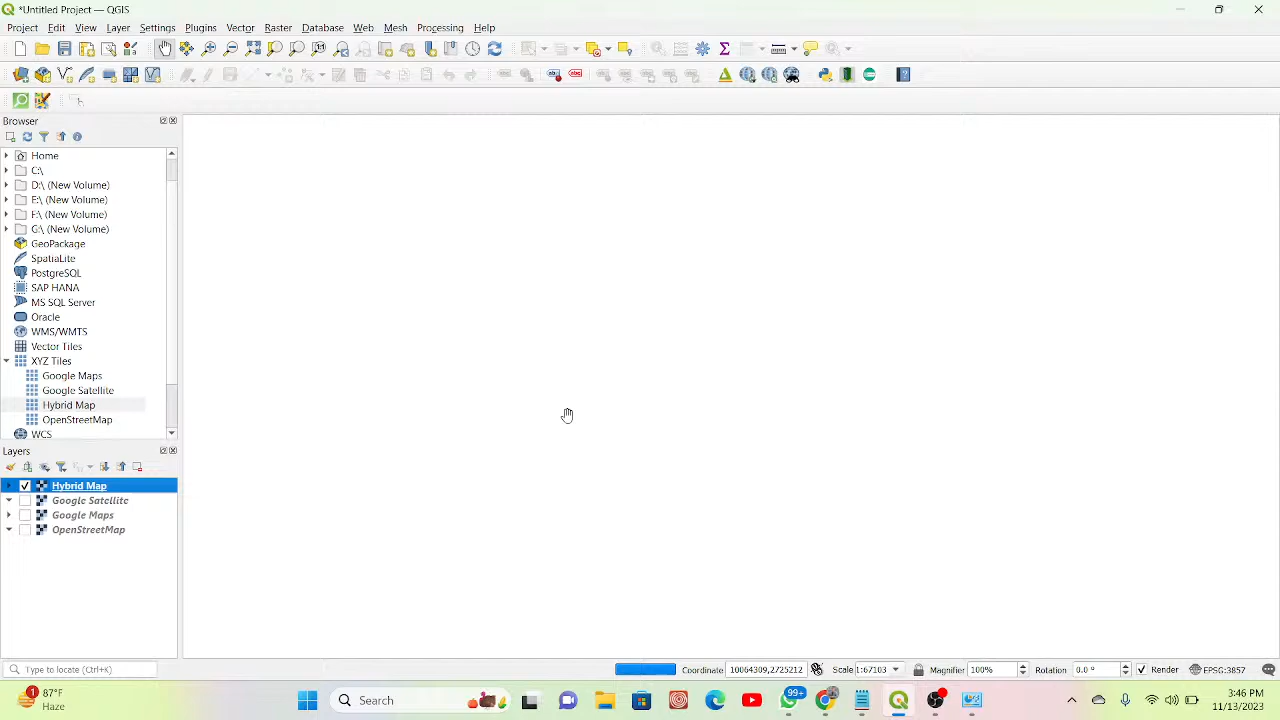 *Untitled Project — QGIS
Project Edit View Layer Settings Plugins Vector Raster Database Web Mesh Processing Help
Browser
Home
C:\
D:\ (New Volume)
E:\ (New Volume)
F:\ (New Volume)
G:\ (New Volume)
GeoPackage
SpatiaLite
PostgreSQL
SAP HANA
MS SQL Server
Oracle
WMS/WMTS
Vector Tiles
XYZ Tiles
Google Maps
Google Satellite
Hybrid Map
OpenStreetMap
WCS
Layers
Hybrid Map
Google Satellite
Google Maps
OpenStreetMap
Type to locate (Ctrl+K)
Coordinate 10064309,2725212 Scale 1:67103 Magnifier 100% Rotation 0.0 ° Render EPSG:3857
1 87°F
Haze
Search
99+
3:46 PM
11/13/2023